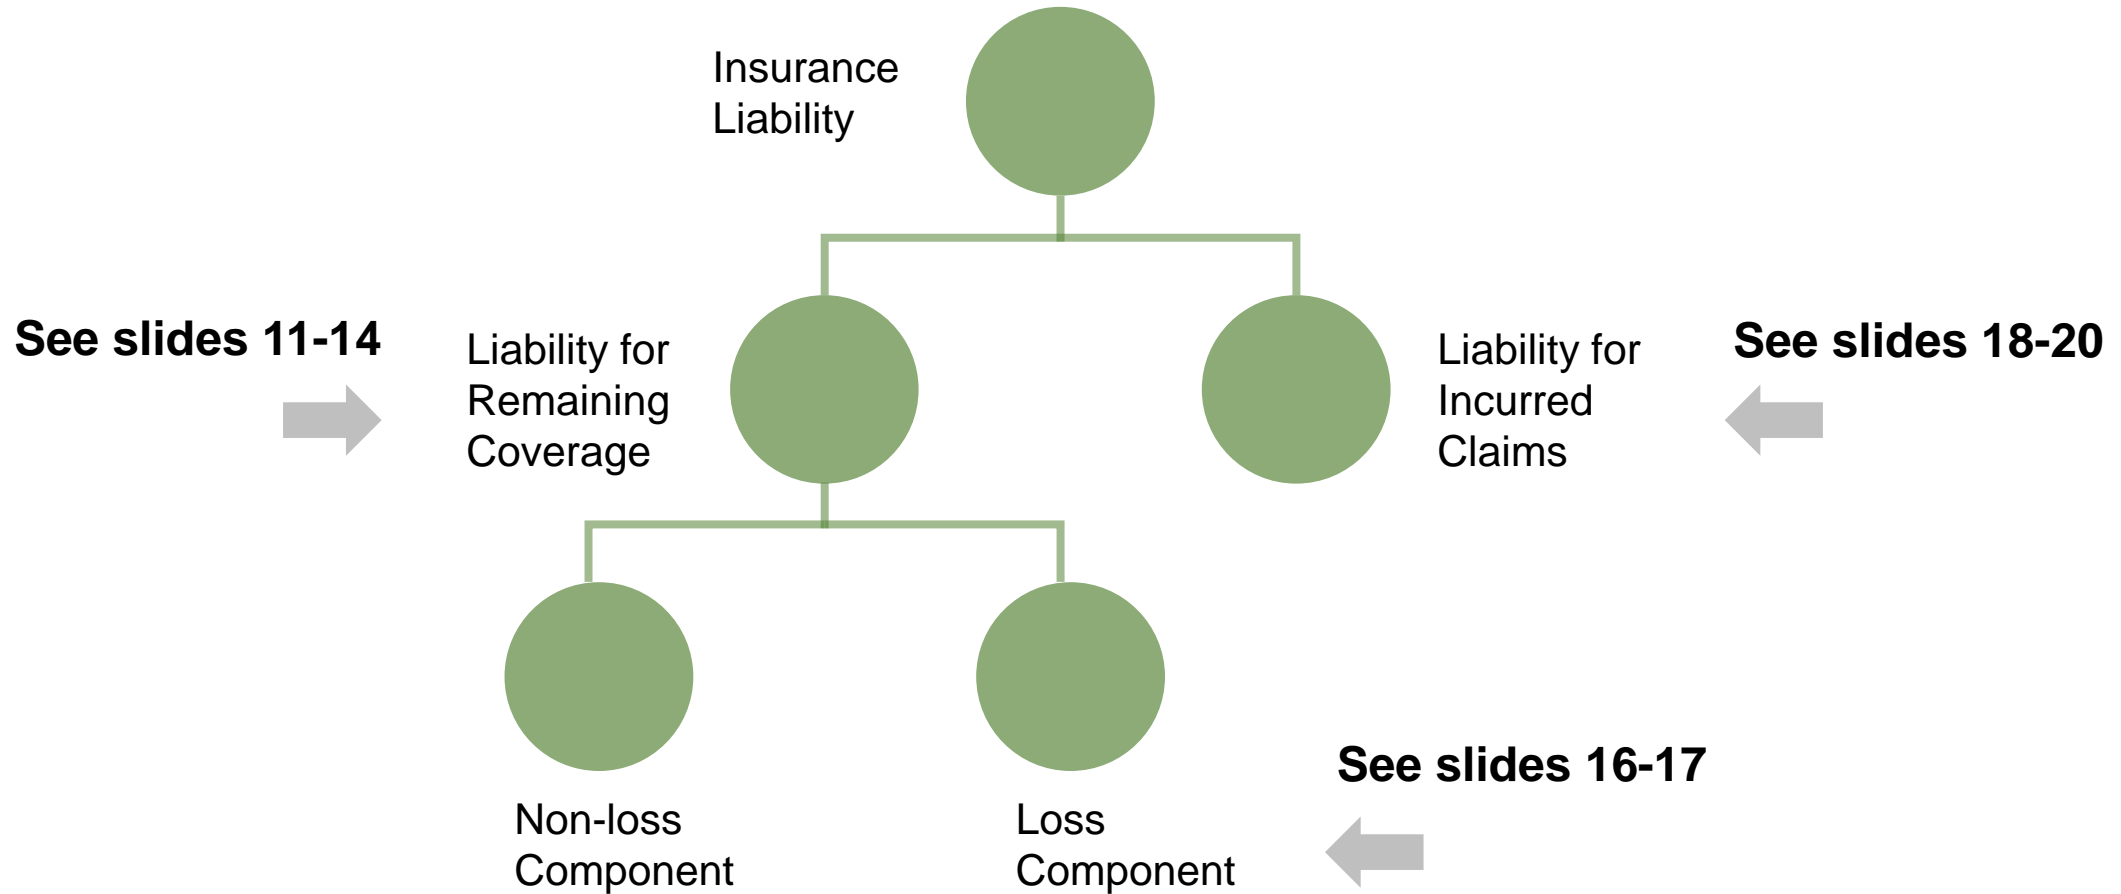 Insurance
Liability
See slides 11-14
Liability for
Remaining
Coverage
Liability for
Incurred
Claims
See slides 18-20
Non-loss
Component
Loss
Component
See slides 16-17